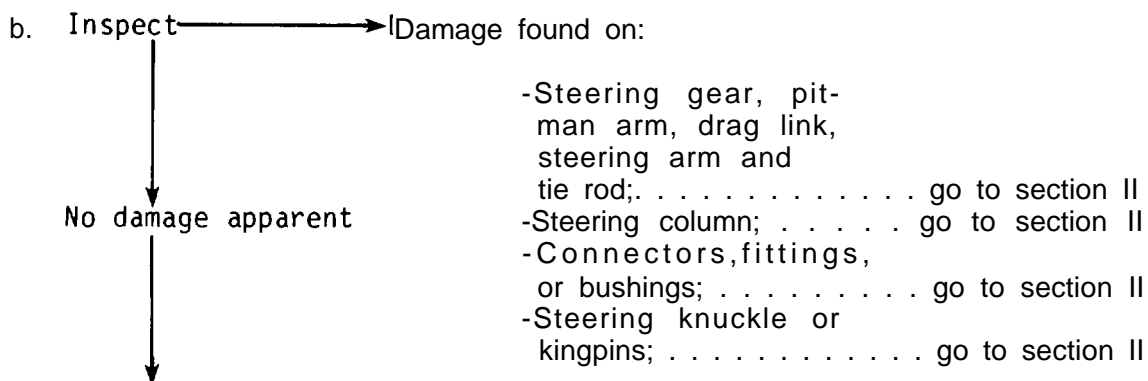 b. Inspect Damage found on:
-Steering gear, pit-
man arm, drag link,
steering arm and
tie rod;. . . . . . . . . . . . . go to section II
No damage apparent
-Steering column; . . . . . go to section II
-Connectors,fittings,
or bushings; . . . . . . . . . go to section II
-Steering knuckle or
kingpins; . . . . . . . . . . . . go to section II